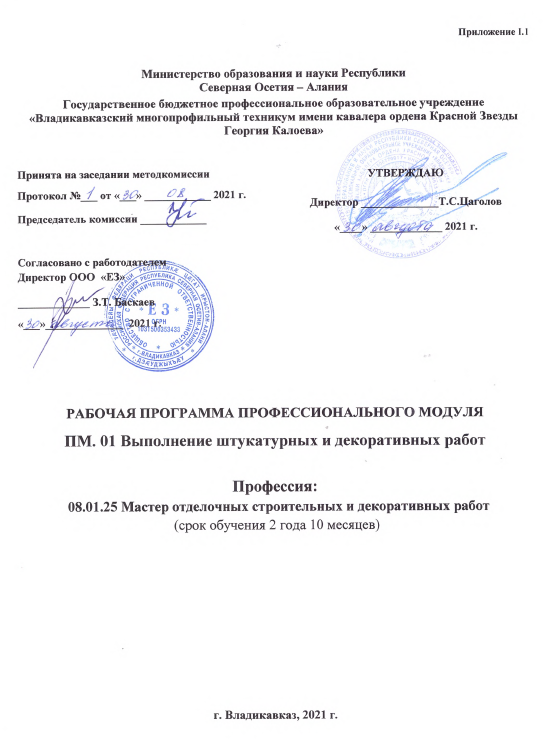 Приложение I.1
Министерство образования и науки Республики
Северная Осетия – Алания
Государственное бюджетное профессиональное образовательное учреждение
«Владикавказский многопрофильный техникум имени кавалера ордена Красной Звезды
Георгия Калоева»
Принята на заседании методкомиссии
Протокол № 1 от « 30 » 08 2021 г.
Председатель комиссии
УТВЕРЖДАЮ
Директор Т.С.Цаголов
« 30 » августа 2021 г.
Согласовано с работодателем
Директор ООО «ЕЗ»
З.Т. Баскаев
«30» августа 2021 г.
ЕЗ
ОГРН
РАБОЧАЯ ПРОГРАММА ПРОФЕССИОНАЛЬНОГО МОДУЛЯ
ПМ. 01 Выполнение штукатурных и декоративных работ
Профессия:
08.01.25 Мастер отделочных строительных и декоративных работ
(срок обучения 2 года 10 месяцев)
г. Владикавказ, 2021 г.